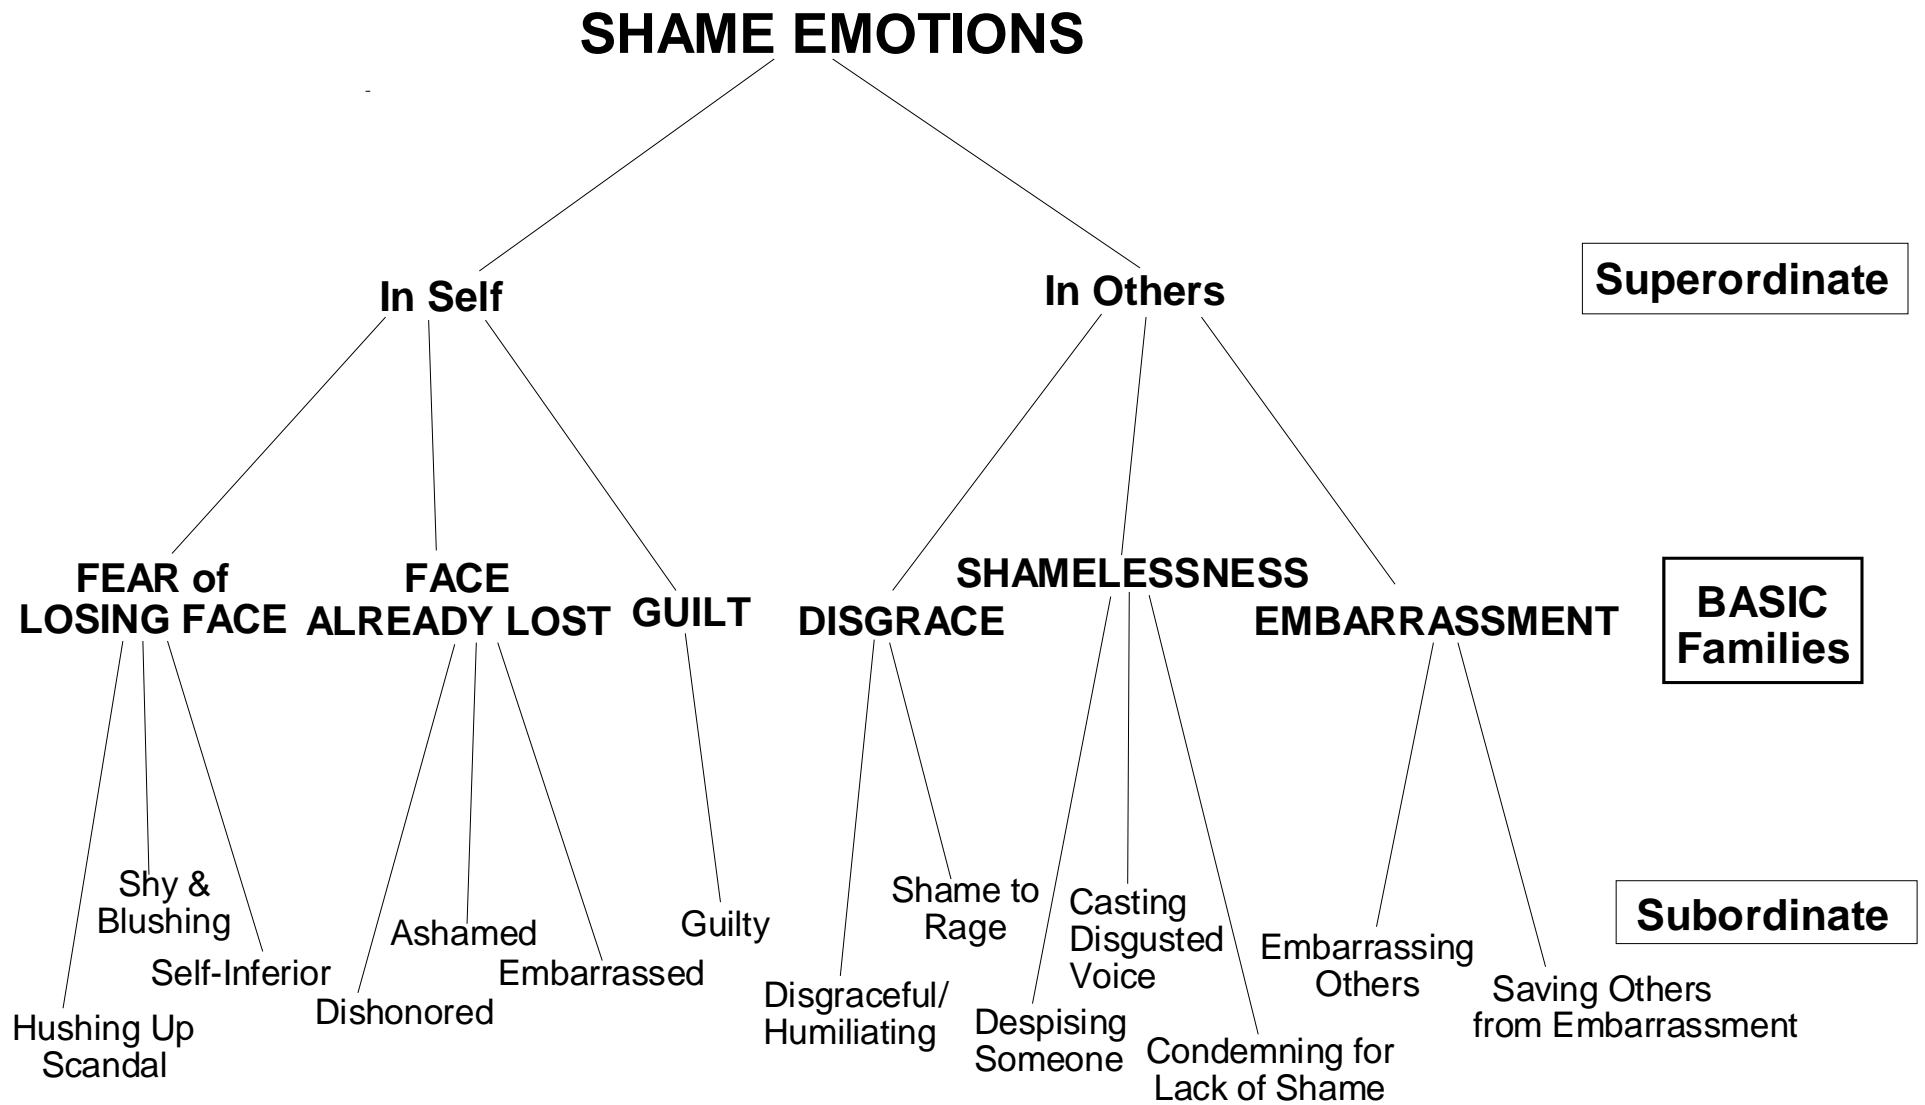 SHAME EMOTIONS
In Self
In Others
Superordinate
FEAR of
LOSING FACE
FACE
ALREADY LOST
GUILT
DISGRACE
SHAMELESSNESS
EMBARRASSMENT
BASIC
Families
Hushing Up
Scandal
Shy &
Blushing
Self-Inferior
Dishonored
Ashamed
Embarrassed
Guilty
Disgraceful/
Humiliating
Shame to
Rage
Despising
Someone
Casting
Disgusted
Voice
Condemning for
Lack of Shame
Embarrassing
Others
Saving Others
from Embarrassment
Subordinate